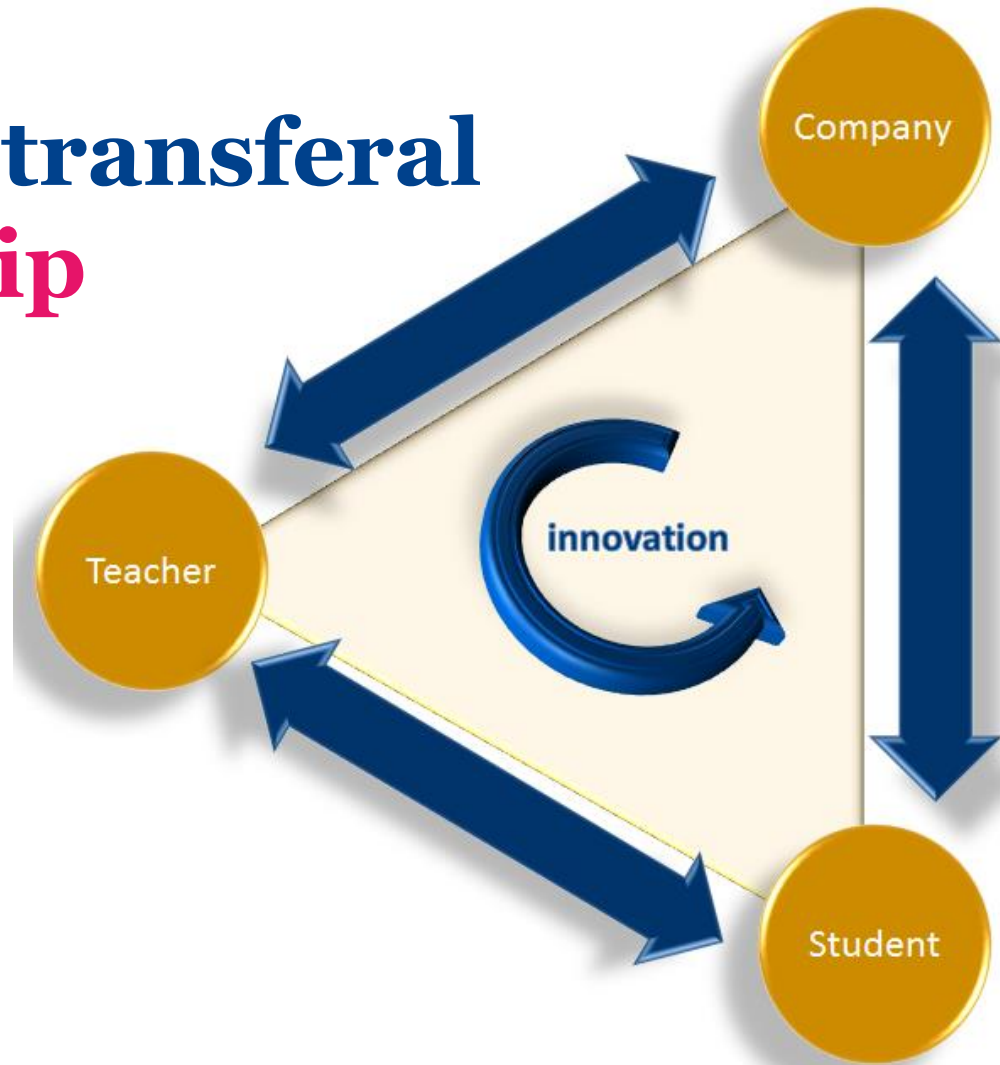 transferal
ip
Company
innovation
Teacher
Student